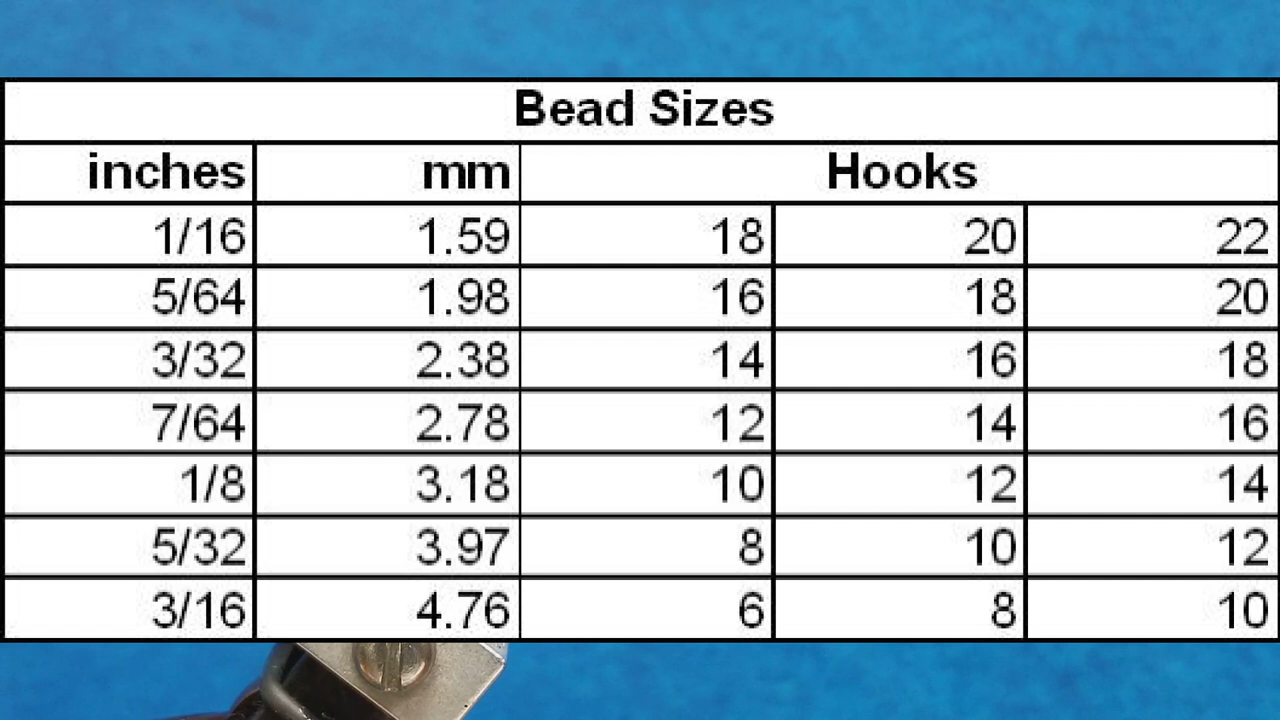 Bead Sizes
inches mm Hooks
1/16 1.59 18 20 22
5/64 1.98 16 18 20
3/32 2.38 14 16 18
7/64 2.78 12 14 16
1/8 3.18 10 12 14
5/32 3.97 8 10 12
3/16 4.76 6 8 10